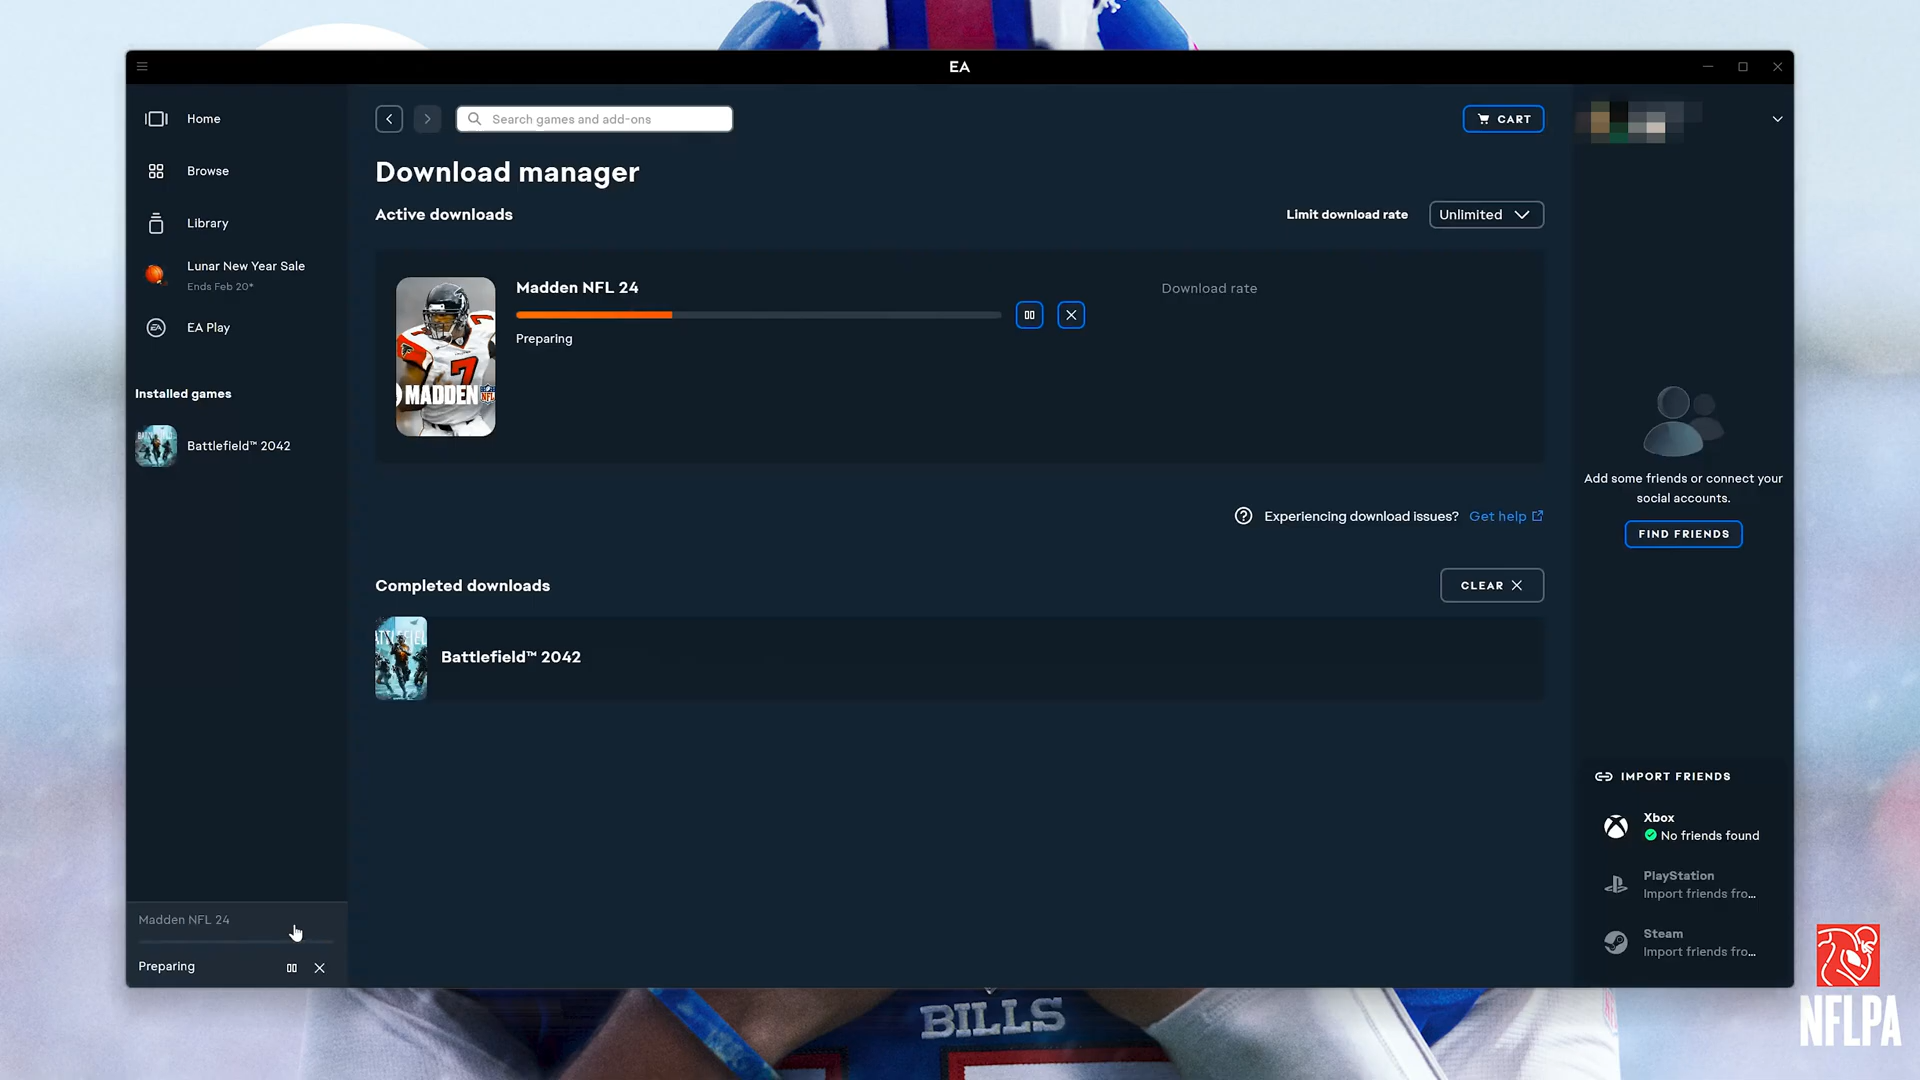 EA
Home
Browse
Library
Lunar New Year Sale
Ends Feb 20*
EA
EA Play
Installed games
Battlefield™ 2042
Search games and add-ons
CART
Download manager
Active downloads
Limit download rate
Unlimited
Madden NFL 24
Download rate
Preparing
7
MADDEN
NFL
Experiencing download issues?
Get help
Completed downloads
CLEAR
Battlefield™ 2042
Add some friends or connect your
social accounts.
FIND FRIENDS
IMPORT FRIENDS
Xbox
No friends found
PlayStation
Import friends fro...
Steam
Import friends fro...
Madden NFL 24
Preparing
BILLS
NFLPA